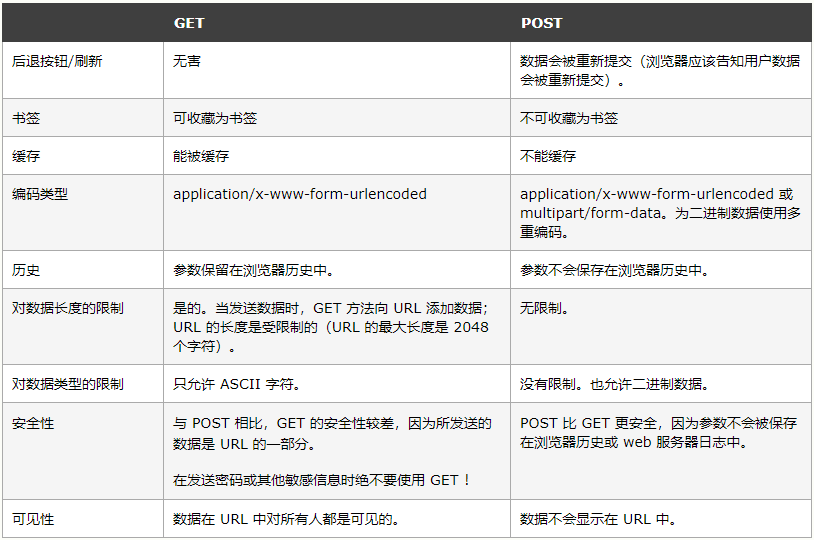 GET POST
后退按钮/刷新 无害 数据会被重新提交（浏览器应该告知用户数据
会被重新提交）。
书签 可收藏为书签 不可收藏为书签
缓存 能被缓存 不能缓存
编码类型 application/x-www-form-urlencoded application/x-www-form-urlencoded 或
multipart/form-data。为二进制数据使用多
重编码。
历史 参数保留在浏览器历史中。 参数不会保存在浏览器历史中。
对数据长度的限制 是的。当发送数据时，GET 方法向 URL 添加数据； 无限制。
URL 的长度是受限制的（URL 的最大长度是 2048
个字符）。
对数据类型的限制 只允许 ASCII 字符。 没有限制。也允许二进制数据。
安全性 与 POST 相比，GET 的安全性较差，因为所发送的 POST 比 GET 更安全，因为参数不会被保存
数据是 URL 的一部分。 在浏览器历史或 web 服务器日志中。
在发送密码或其他敏感信息时绝不要使用 GET ！
可见性 数据在 URL 中对所有人都是可见的。 数据不会显示在 URL 中。